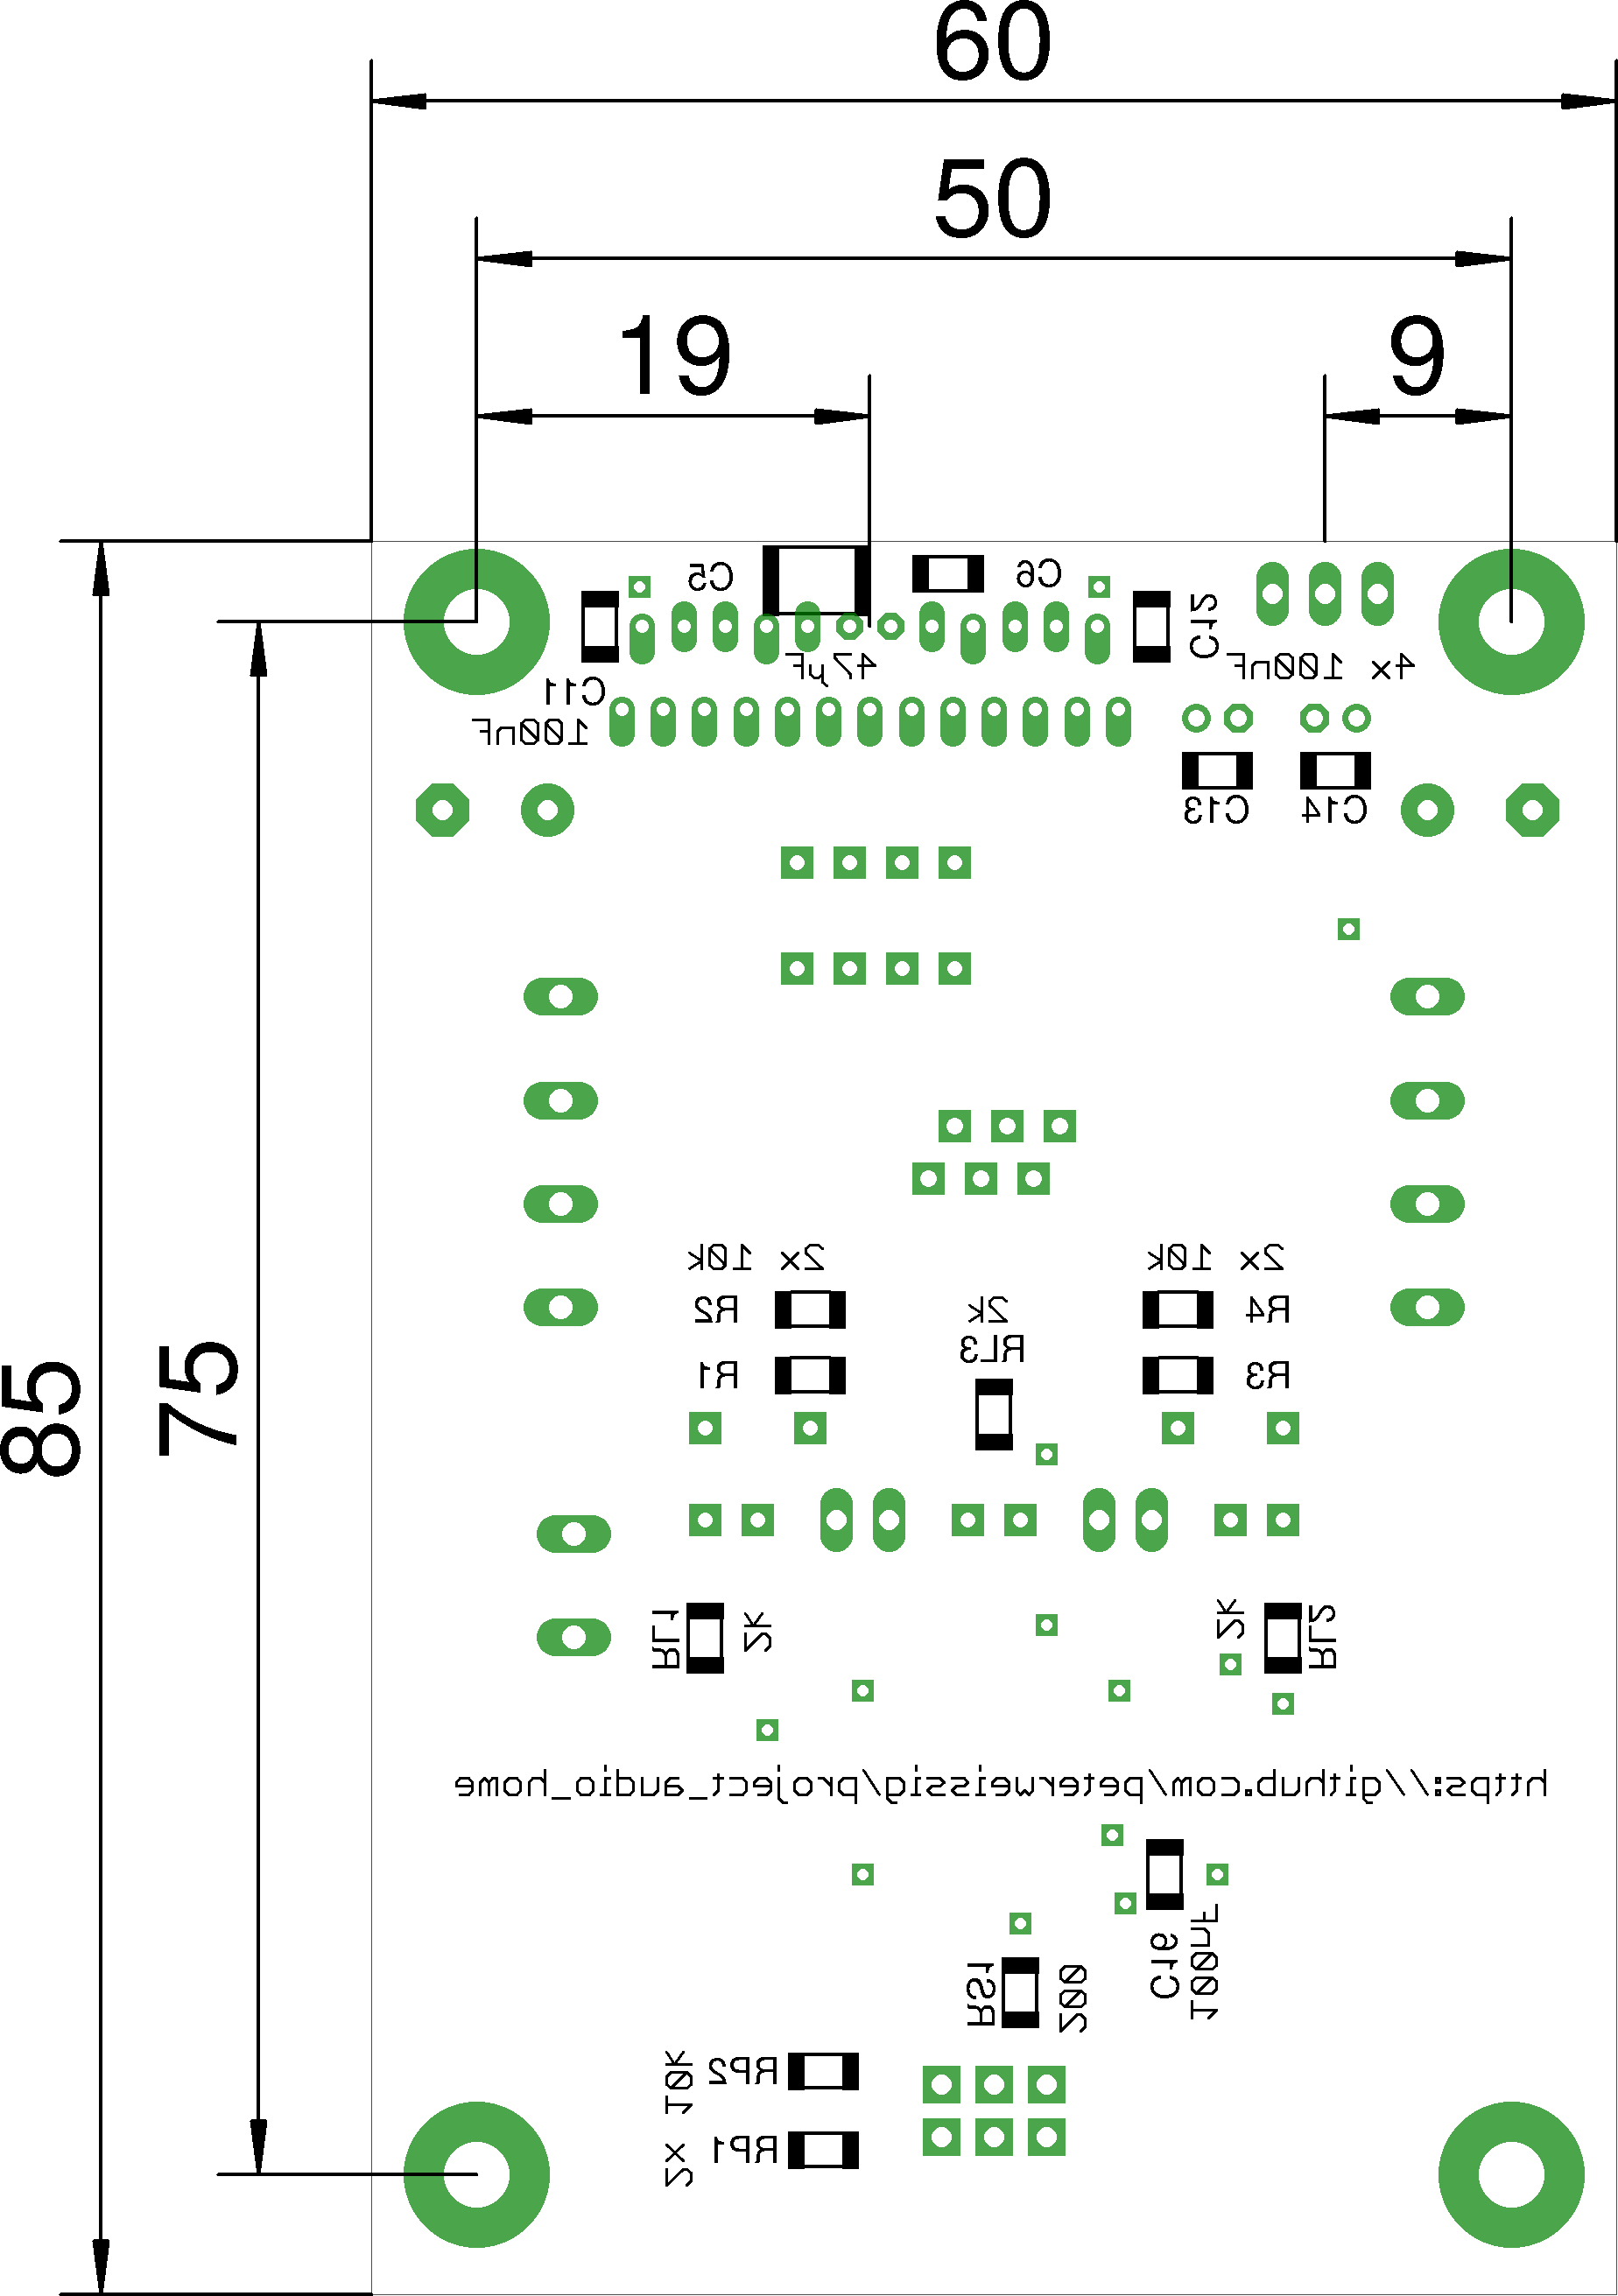 60
50
19
9
C5
C6
C12
47µF
4x 100nF
C11
100nF
C13
C14
85
75
2x 10k
2x 10k
R2
2k
R4
RL3
R1
R3
RL1
2k
2k
RL2
https://github.com/peterweissig/project_audio_home
C16
100nF
RS1
200
2x 10k
RP2
RP1